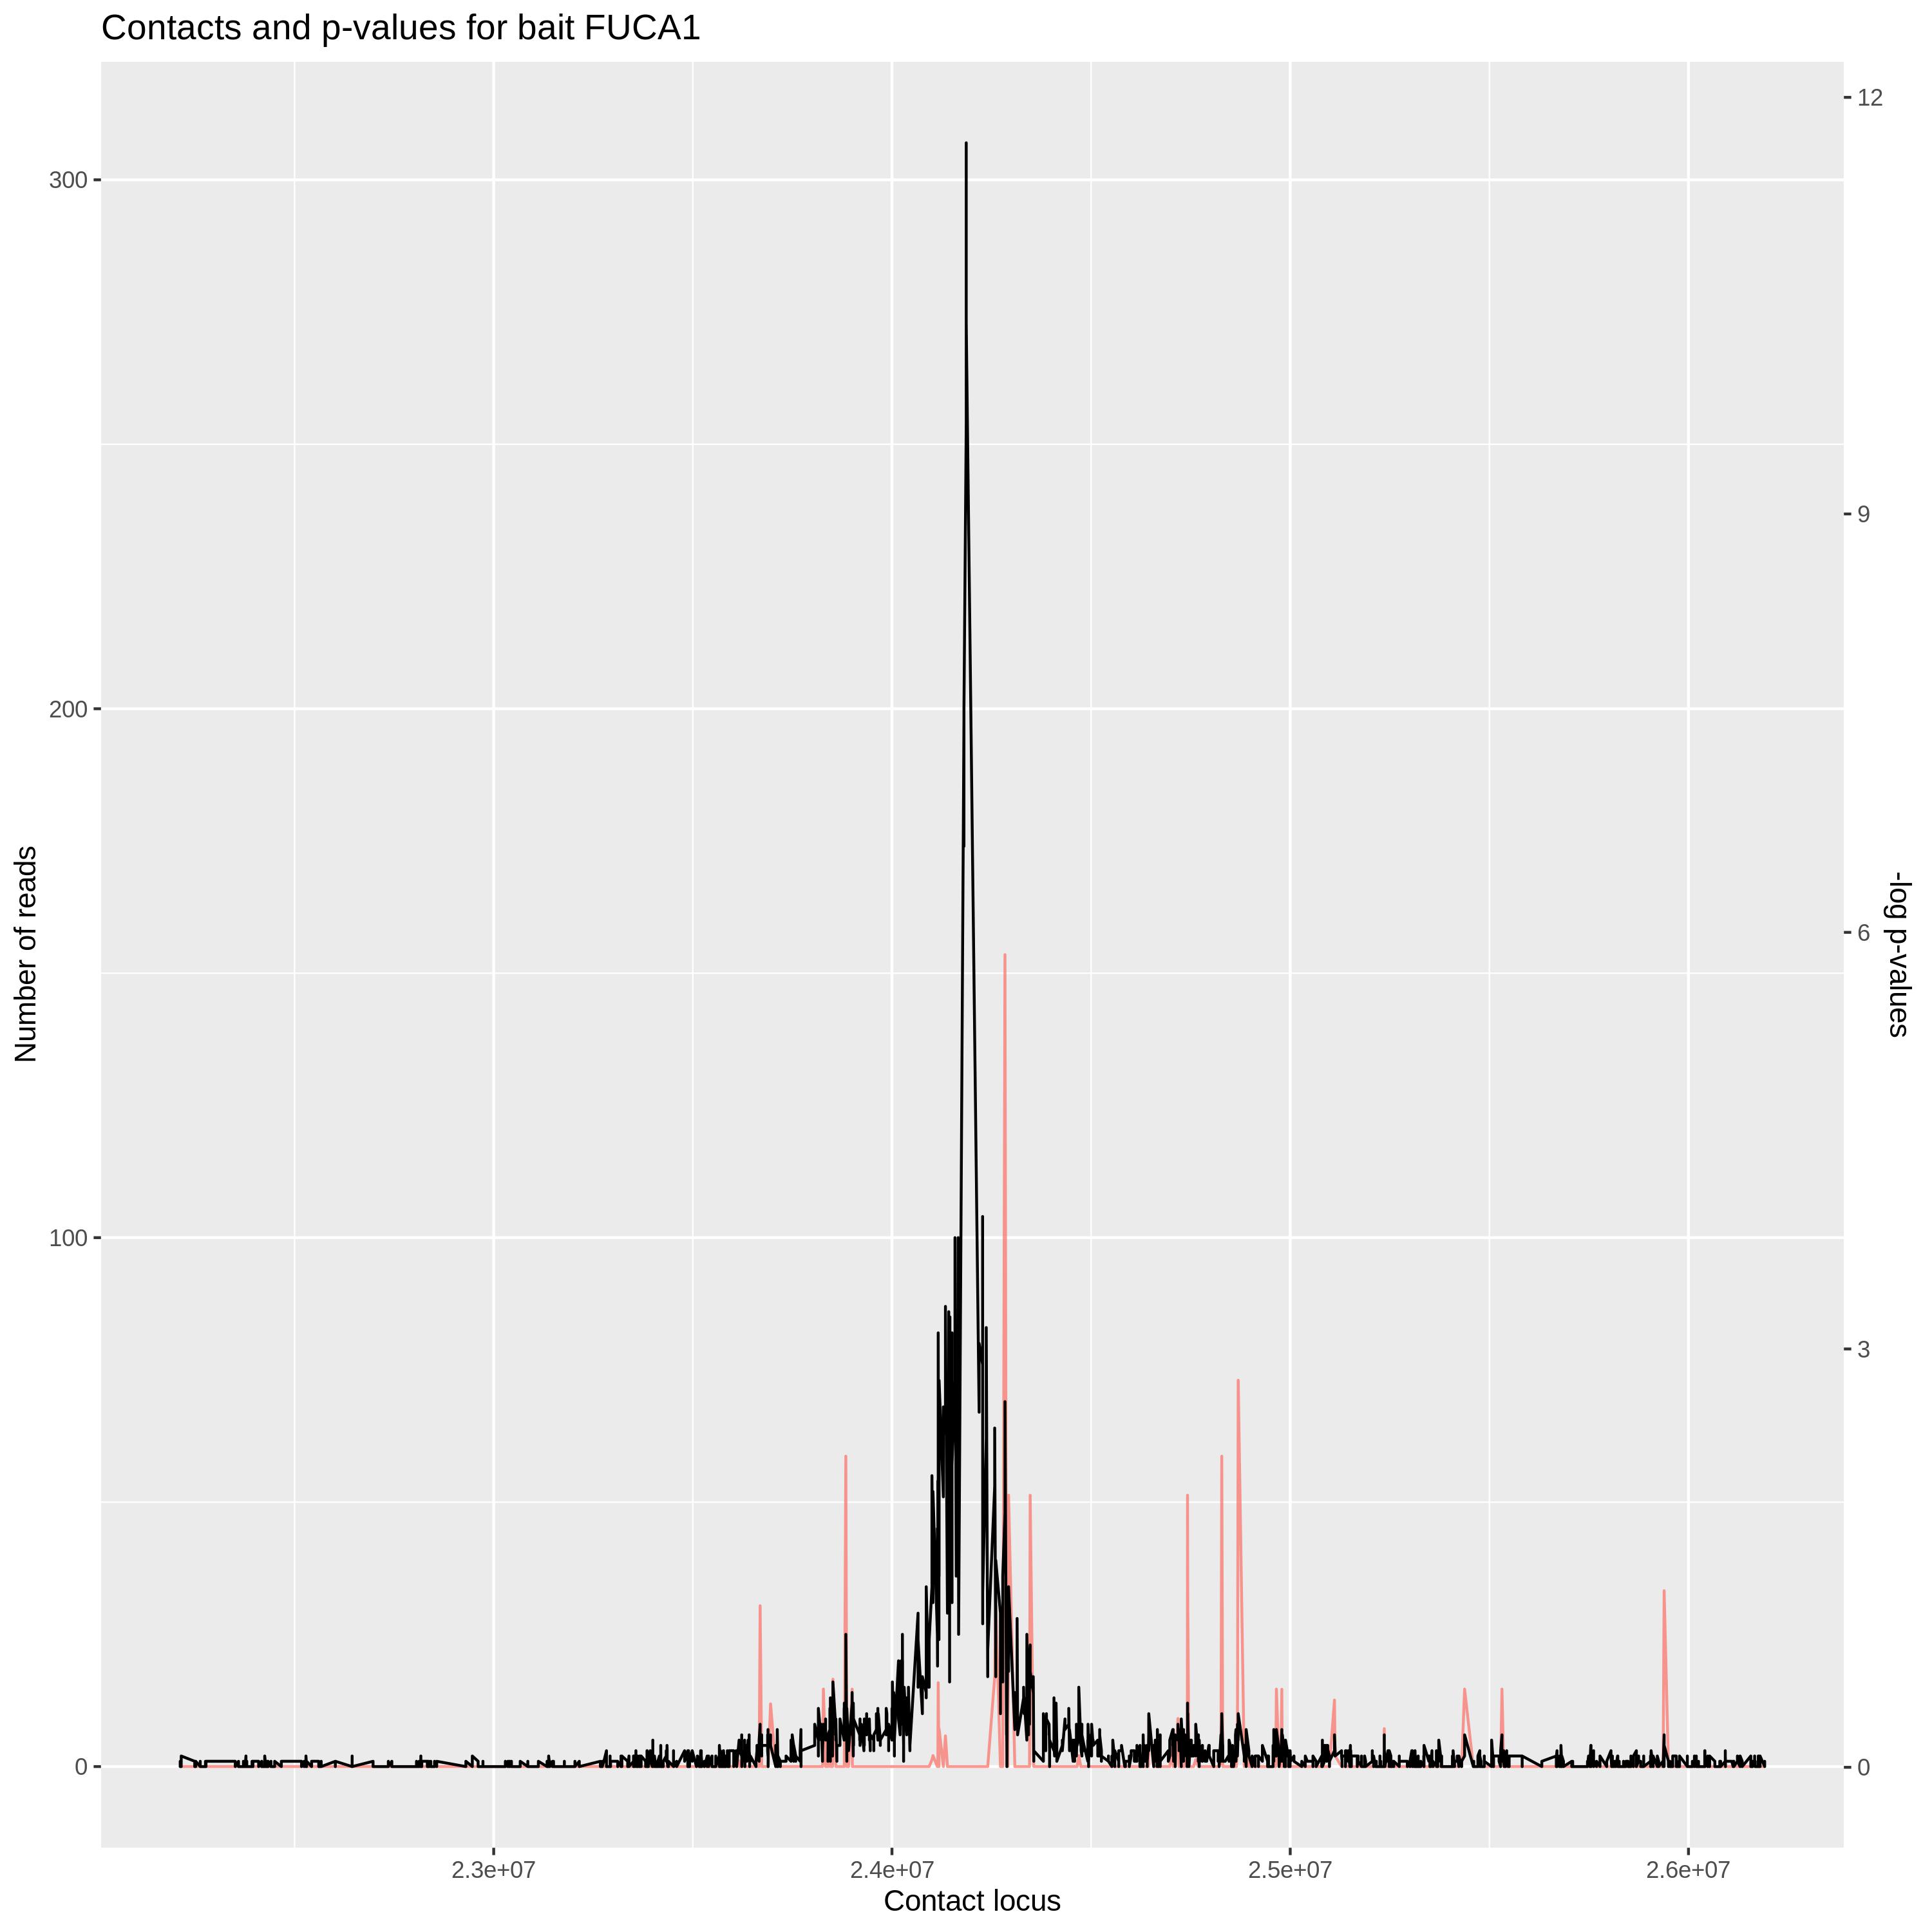 Contacts and p-values for bait FUCA1
300
200
100
0
Number of reads
12
9
6
3
0
-log p-values
2.3e+07
2.4e+07
2.5e+07
2.6e+07
Contact locus